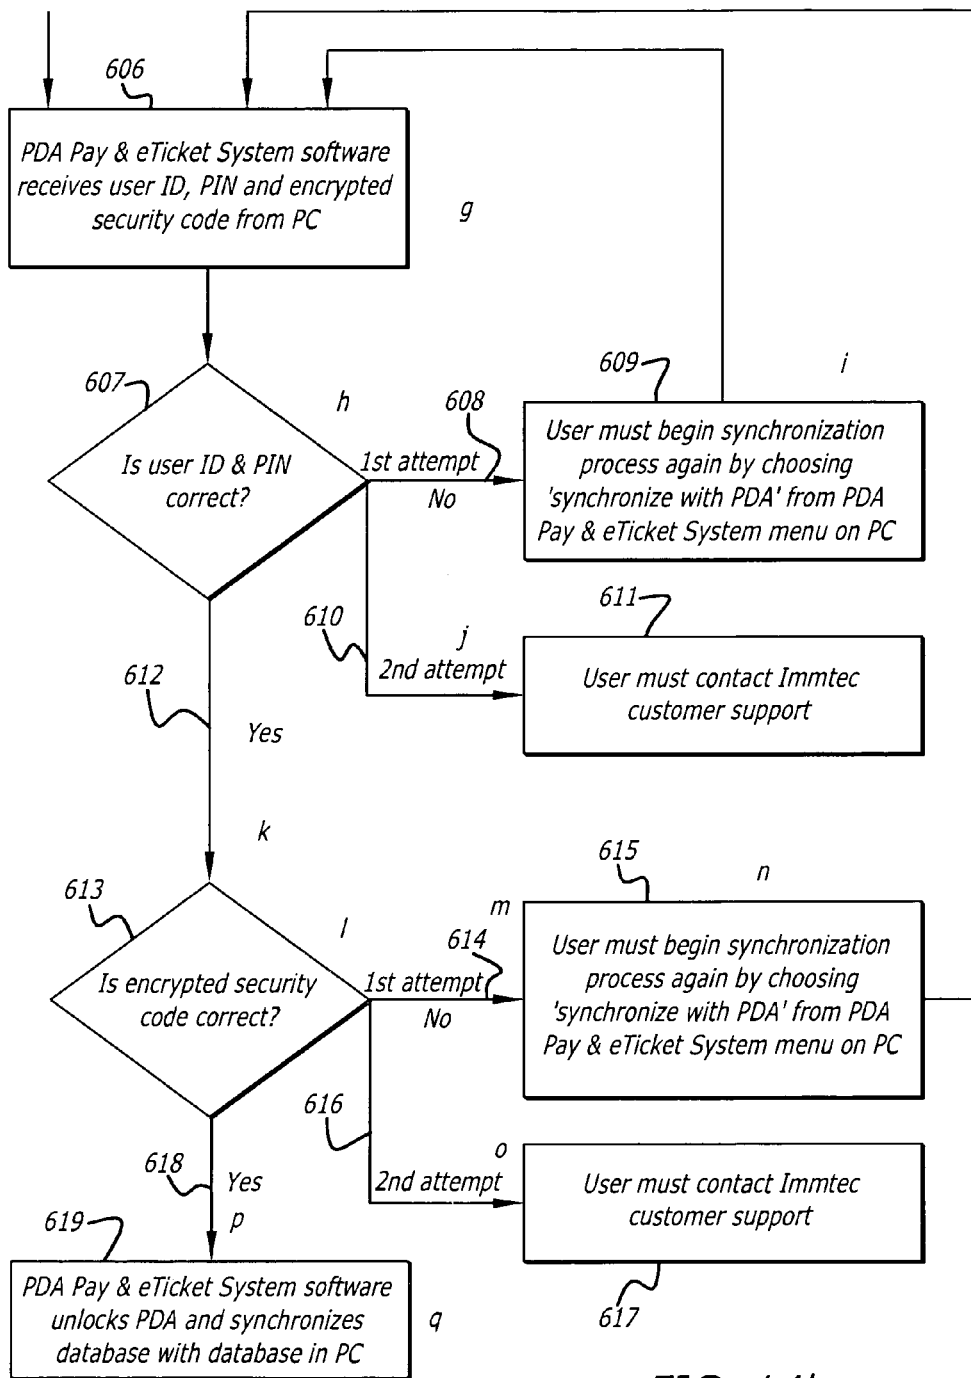 606
PDA Pay & eTicket System software
receives user ID, PIN and encrypted
security code from PC
g
607
h
Is user ID & PIN
correct?
1st attempt
No
608
609
i
User must begin synchronization
process again by choosing
'synchronize with PDA' from PDA
Pay & eTicket System menu on PC
610
j
2nd attempt
611
User must contact Immtec
customer support
612
Yes
k
613
l
Is encrypted security
code correct?
1st attempt
No
m
614
615
n
User must begin synchronization
process again by choosing
'synchronize with PDA' from PDA
Pay & eTicket System menu on PC
616
o
2nd attempt
User must contact Immtec
customer support
617
618
Yes
p
619
PDA Pay & eTicket System software
unlocks PDA and synchronizes
database with database in PC
q